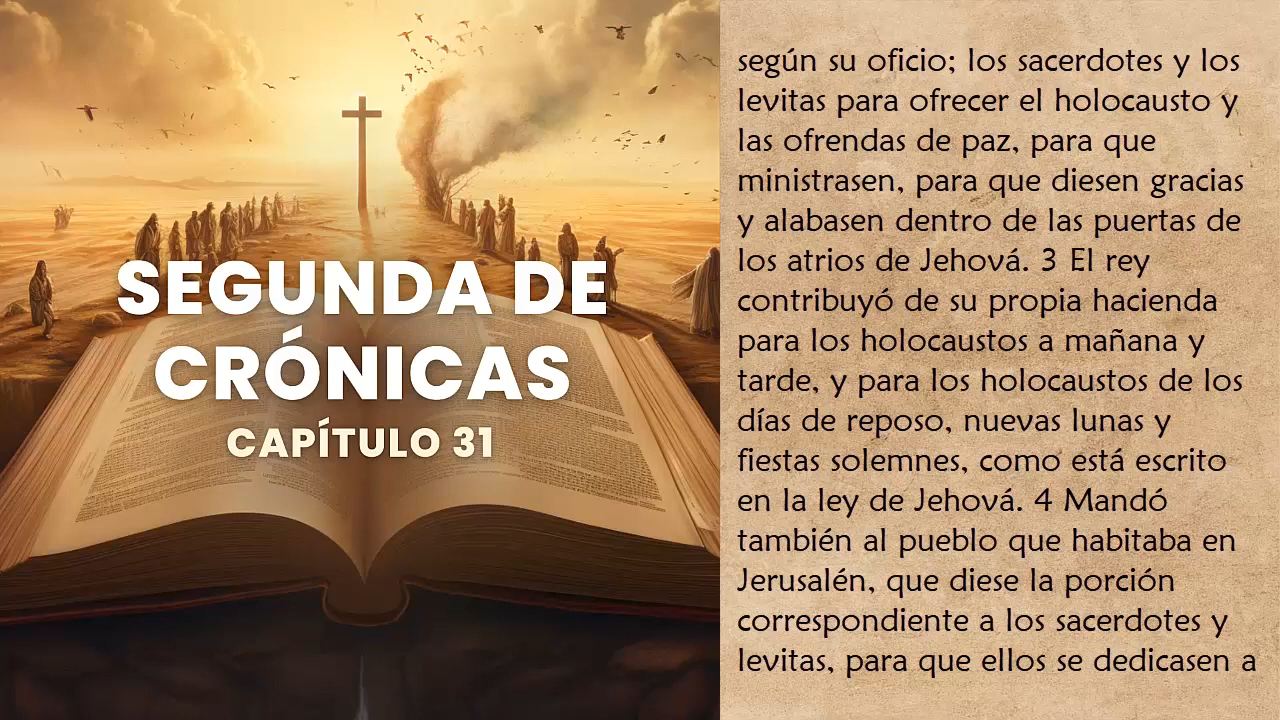 SEGUNDA DE
CRÓNICAS
CAPÍTULO 31
según su oficio; los sacerdotes y los
levitas para ofrecer el holocausto y
las ofrendas de paz, para que
ministrasen, para que diesen gracias
y alabasen dentro de las puertas de
los atrios de Jehová. 3 El rey
contribuyó de su propia hacienda
para los holocaustos a mañana y
tarde, y para los holocaustos de los
días de reposo, nuevas lunas y
fiestas solemnes, como está escrito
en la ley de Jehová. 4 Mandó
también al pueblo que habitaba en
Jerusalén, que diese la porción
correspondiente a los sacerdotes y
levitas, para que ellos se dedicasen a